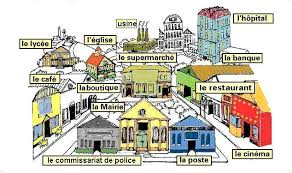 l'hôpital
usine
l'église
le lycée
le supermarché
la banque
le café
laboutique
le restaurant
la Mairie
le commissariat de police
la poste
le cinéma